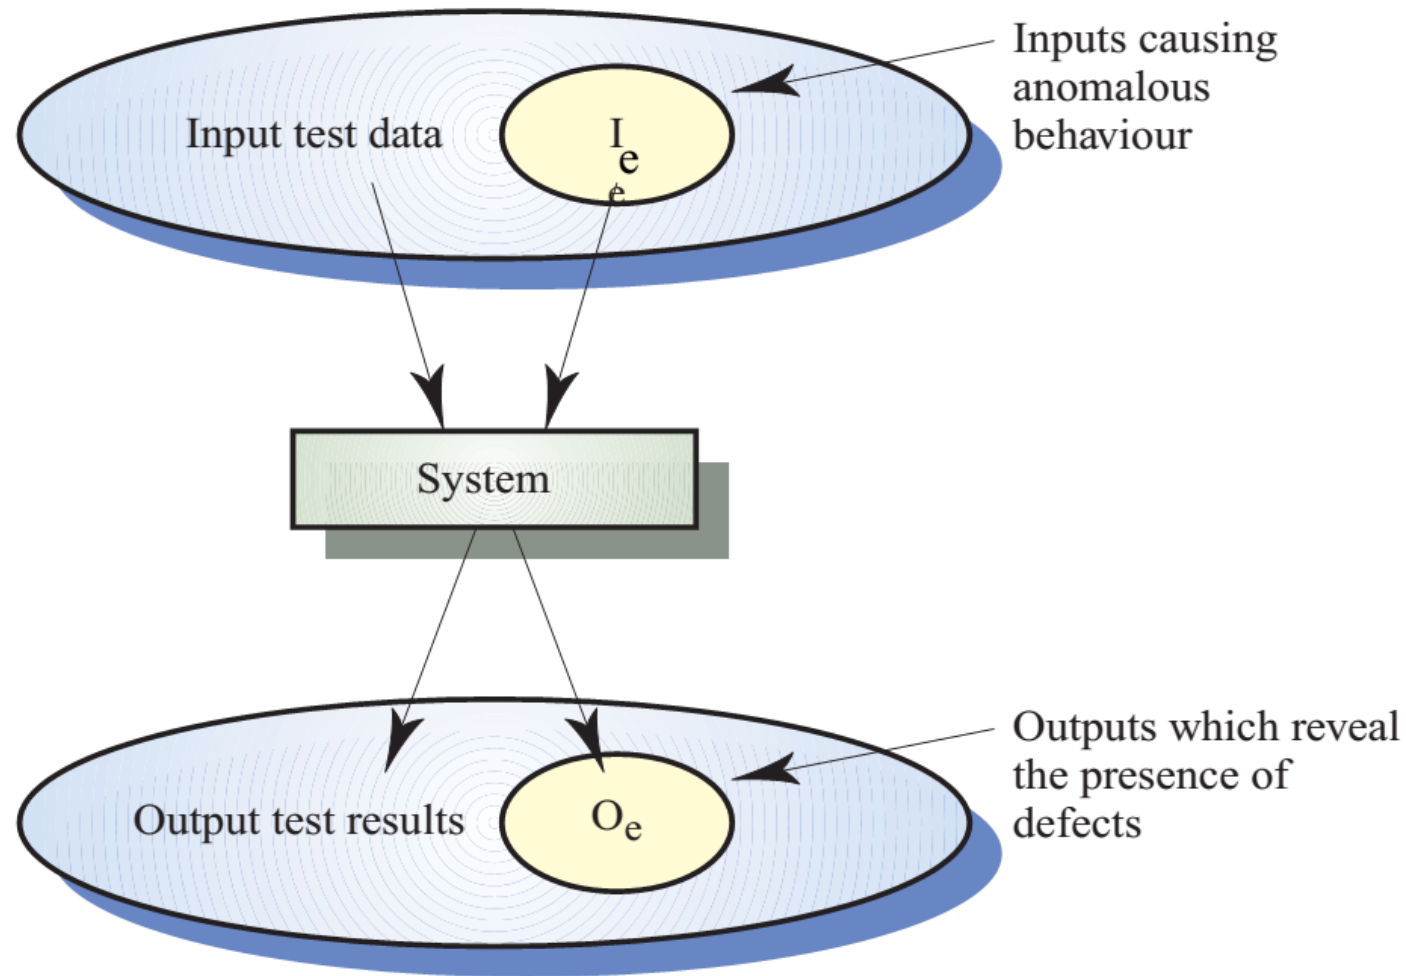 Inputs causing
anomalous
behaviour
Input test data
I
e
e
System
Outputs which reveal
the presence of
defects
Output test results
Oe